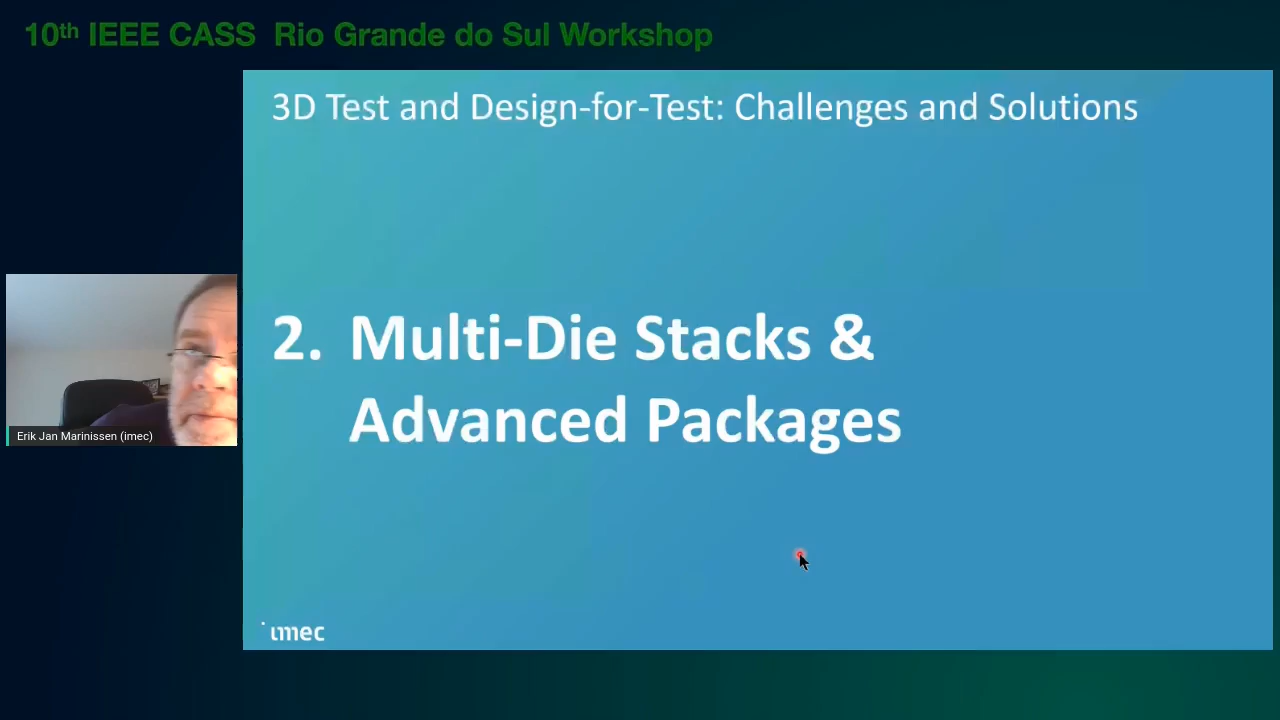 10th IEEE CASS Rio Grande do Sul Workshop
3D Test and Design-for-Test: Challenges and Solutions
2. Multi-Die Stacks &
Advanced Packages
Erik Jan Marinissen (imec)
imec